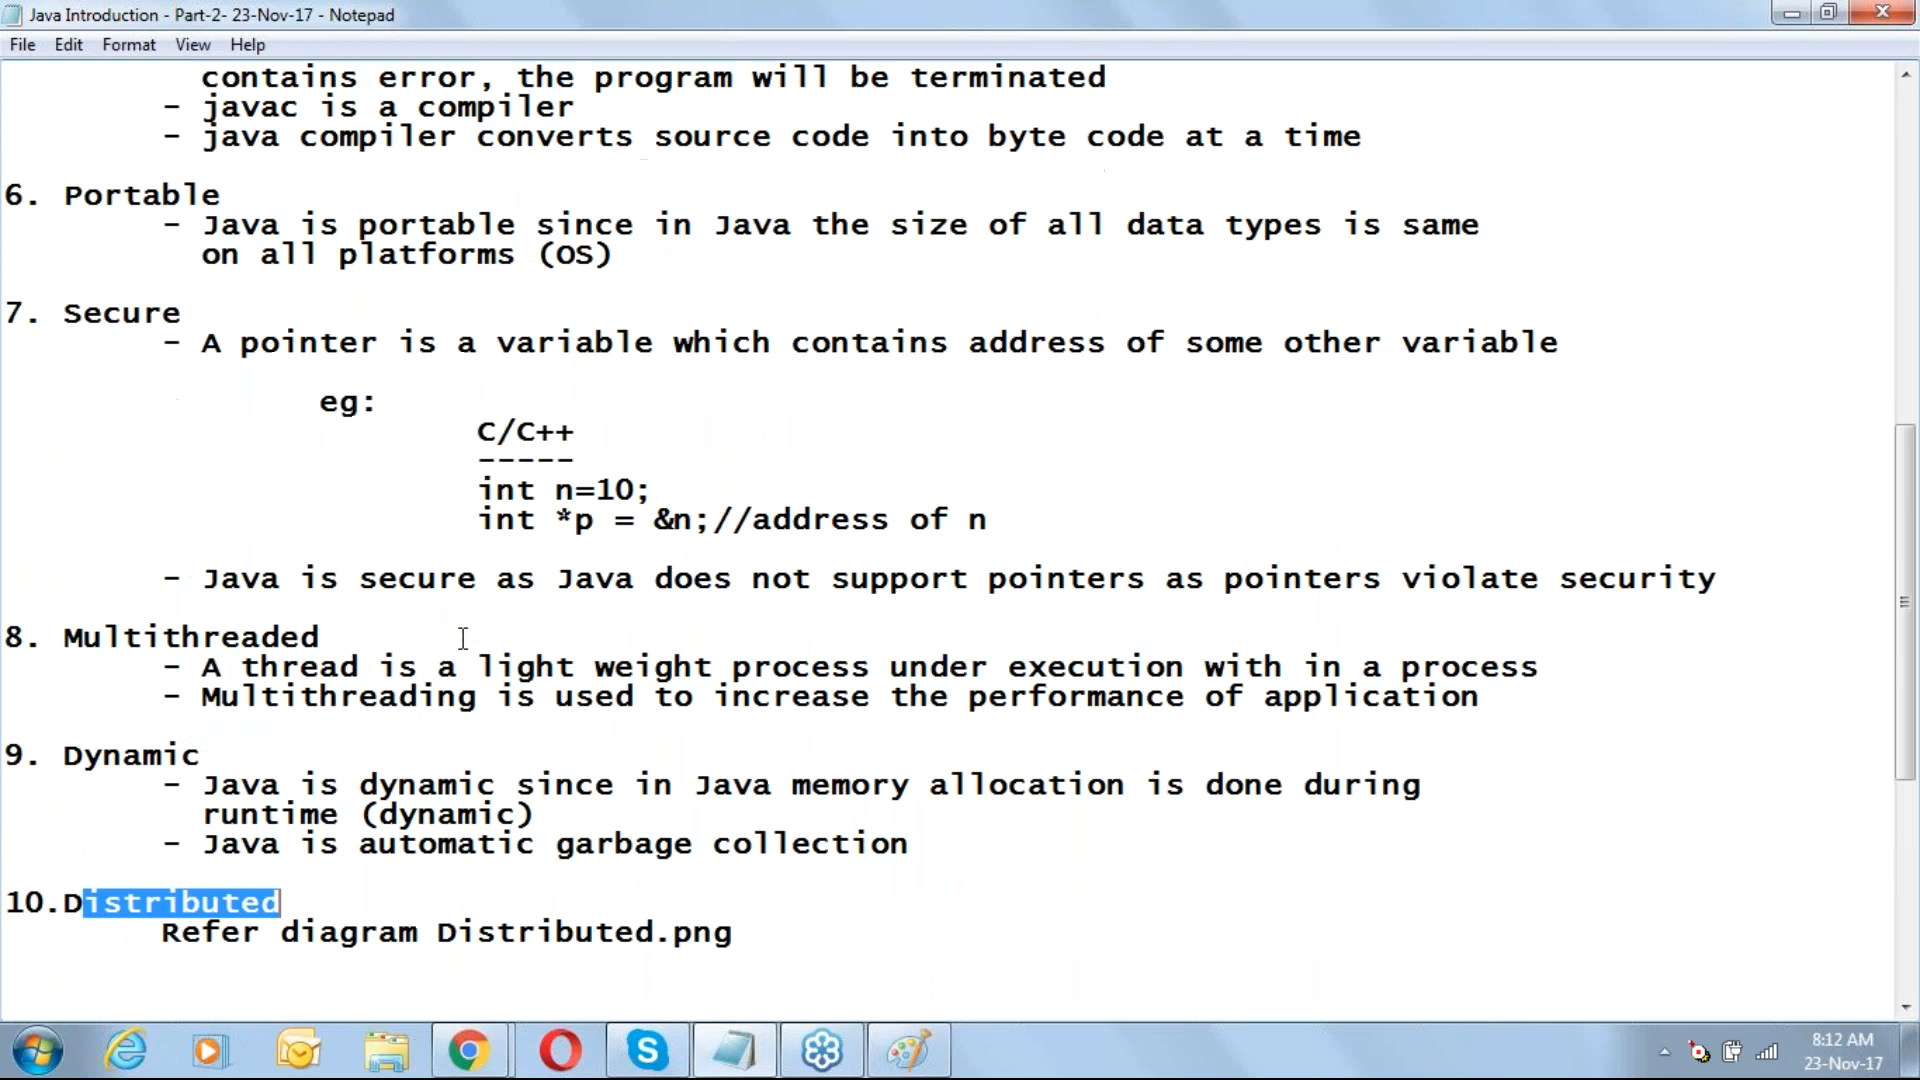 Java Introduction - Part-2- 23-Nov-17 - Notepad
File Edit Format View Help
contains error, the program will be terminated
- javac is a compiler
- java compiler converts source code into byte code at a time
6. Portable
- Java is portable since in Java the size of all data types is same
on all platforms (OS)
7. Secure
- A pointer is a variable which contains address of some other variable
eg:
C/C++
-----
int n=10;
int *p = &n;//address of n
- Java is secure as Java does not support pointers as pointers violate security
8. Multithreaded
- A thread is a light weight process under execution with in a process
- Multithreading is used to increase the performance of application
9. Dynamic
- Java is dynamic since in Java memory allocation is done during
runtime (dynamic)
- Java is automatic garbage collection
10.Distributed
Refer diagram Distributed.png
8:12 AM
23-Nov-17